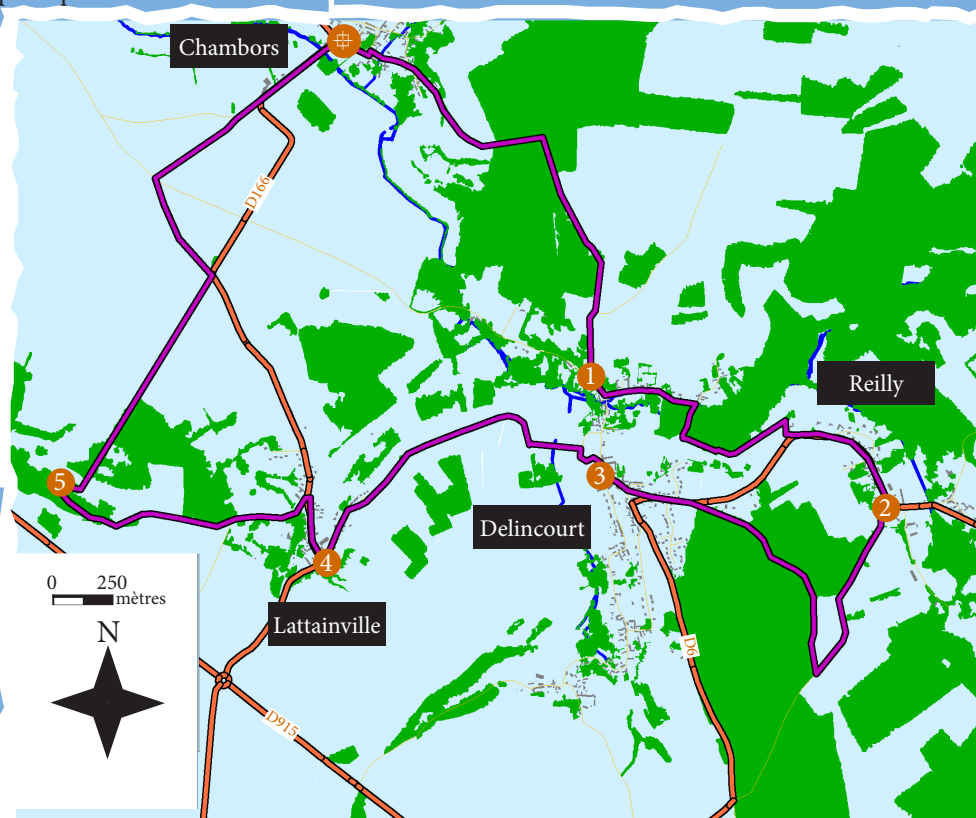 Chambors
D166
1
Reilly
5
3
2
Delincourt
4
0 250
mètres
Lattainville
N
D6
D915